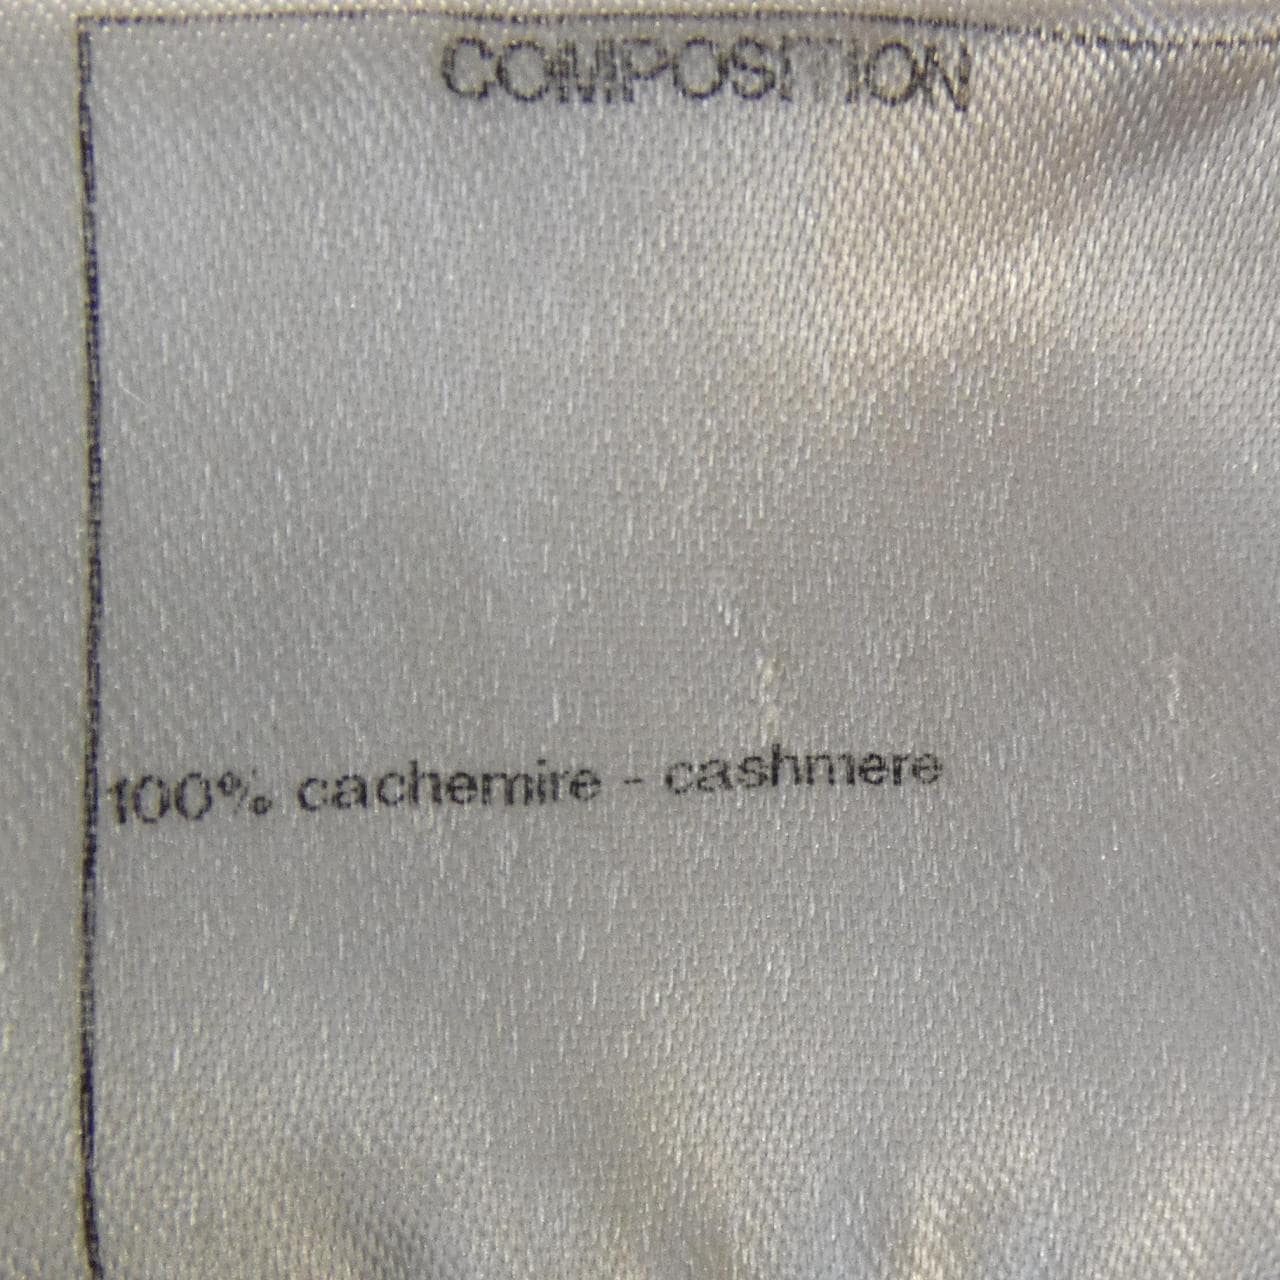 COMPOSITION
100% cachemire - cashmere